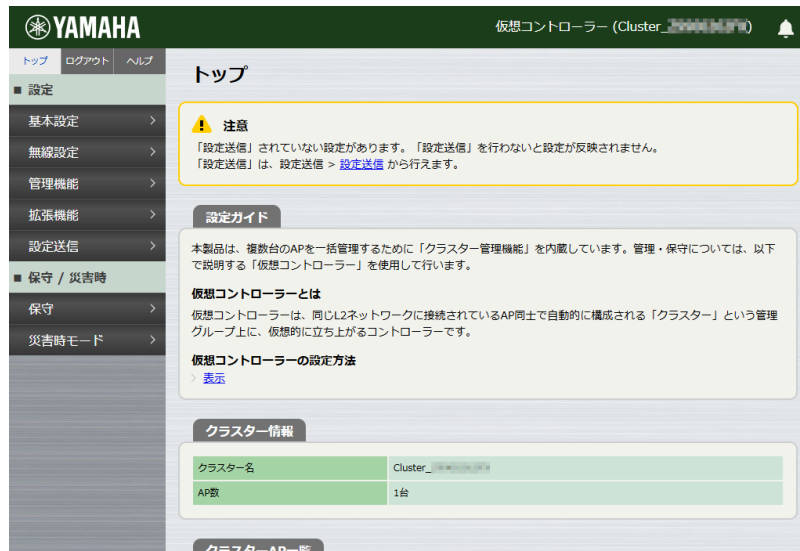 YAMAHA
仮想コントローラー (Cluster_
トップ ログアウト ヘルプ
■ 設定
基本設定
無線設定
管理機能
拡張機能
設定送信
■ 保守 / 災害時
保守
災害時モード
トップ
注意
「設定送信」されていない設定があります。「設定送信」を行わないと設定が反映されません。
「設定送信」は、設定送信 > 設定送信 から行えます。
設定ガイド
本製品は、複数台のAPを一括管理するために「クラスター管理機能」を内蔵しています。管理・保守については、以下
で説明する「仮想コントローラー」を使用して行います。
仮想コントローラーとは
仮想コントローラーは、同じL2ネットワークに接続されているAP同士で自動的に構成される「クラスター」という管理
グループ上に、仮想的に立ち上がるコントローラーです。
仮想コントローラーの設定方法
表示
クラスター情報
クラスター名 Cluster_
AP数 1台
クラスターAP一覧